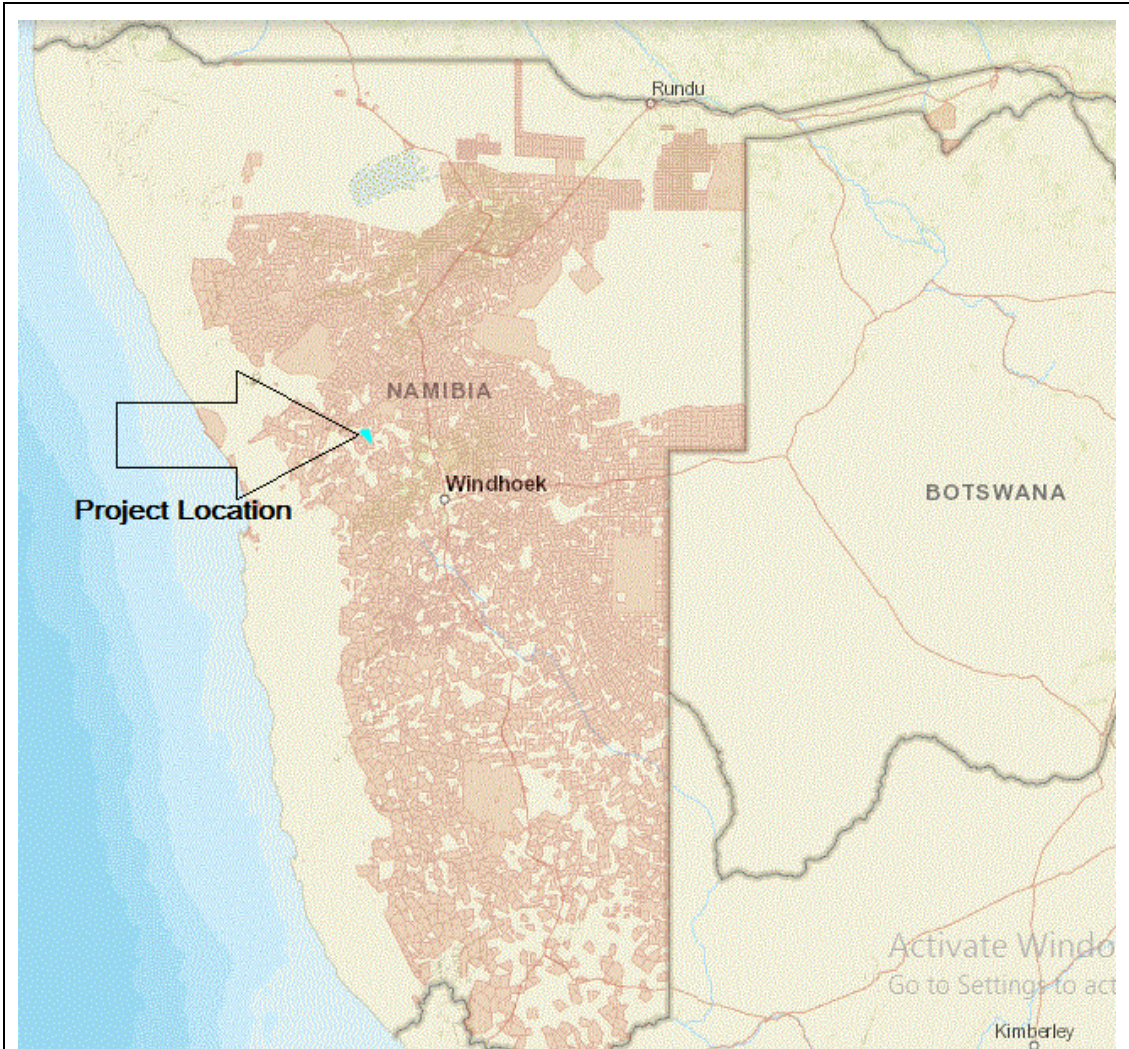 Rundu
NAMIBIA
Windhoek
BOTSWANA
Project Location
Activate Windo
Go to Settings to act
Kimberley